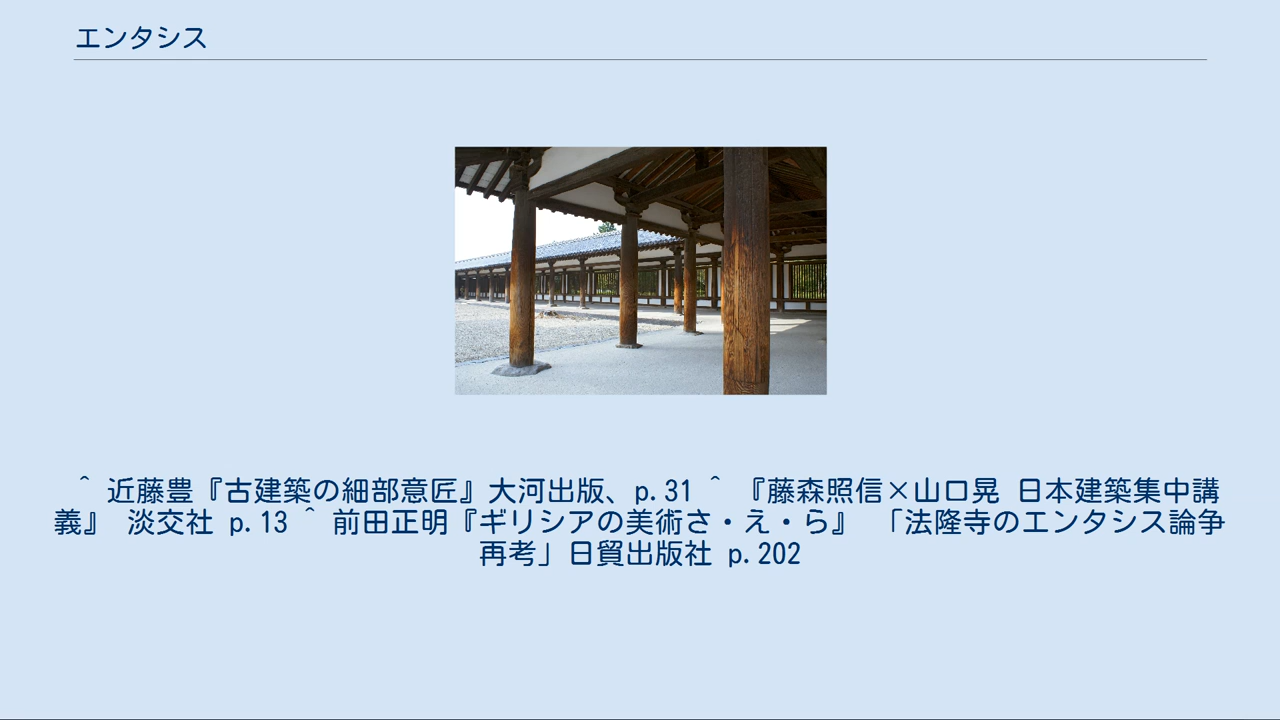 エンタシス
＾ 近藤豊『古建築の細部意匠』大河出版、p.31 ＾ 『藤森照信×山口晃 日本建築集中講
義』 淡交社 p.13 ＾ 前田正明『ギリシアの美術さ・え・ら』 「法隆寺のエンタシス論争
再考」日貿出版社 p.202